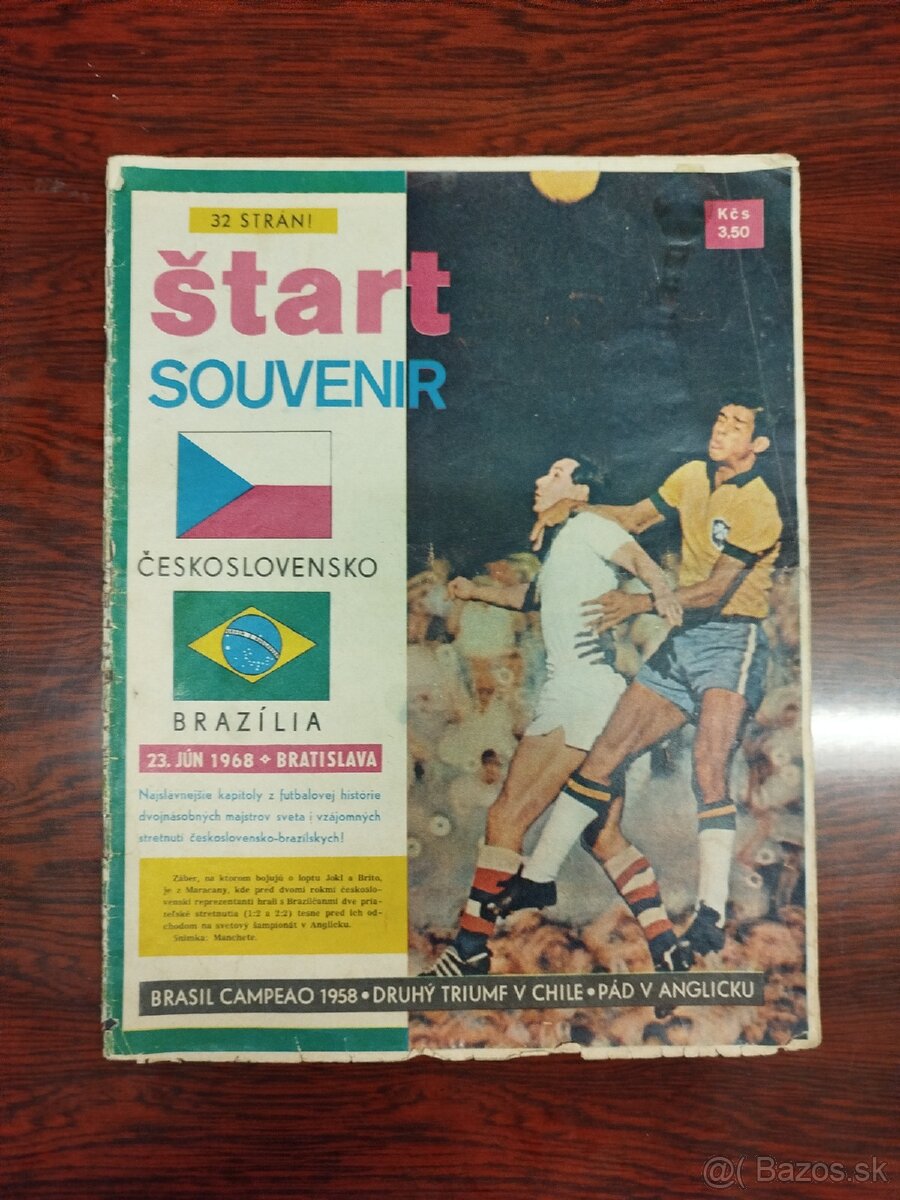 32 STRÁN!
Kčs
3,50
štart
SOUVENIR
ČESKOSLOVENSKO
BRAZÍLIA
23. JÚN 1968 ⋄ BRATISLAVA
Najslávnejšie kapitoly z futbalovej histórie
dvojnásobných majstrov sveta i vzájomných
stretnutí československo-brazílskych!
Záber, na ktorom bojujú o loptu Jokl a Brito,
je z Maracany, kde pred dvomi rokmi českoslo-
venskí reprezentanti hrali s Brazílčanmi dve pria-
teľské stretnutia (1:2 a 2:2) tesne pred ich od-
chodom na svetový šampionát v Anglicku.
Snímka: Manchete.
BRASIL CAMPEAO 1958 • DRUHÝ TRIUMF V CHILE • PÁD V ANGLICKU
@( Bazos.sk